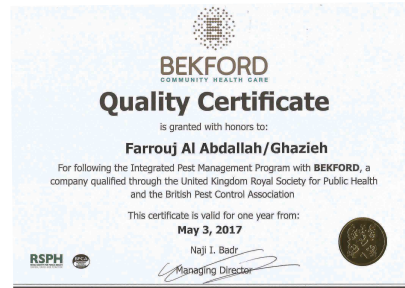 BEKFORD
COMMUNITY HEALTH CARE
Quality Certificate
is granted with honors to:
Farrouj Al Abdallah/Ghazieh
For following the Integrated Pest Management Program with BEKFORD, a
company qualified through the United Kingdom Royal Society for Public Health
and the British Pest Control Association
This certificate is valid for one year from:
May 3, 2017
Naji I. Badr
Managing Director
RSPH